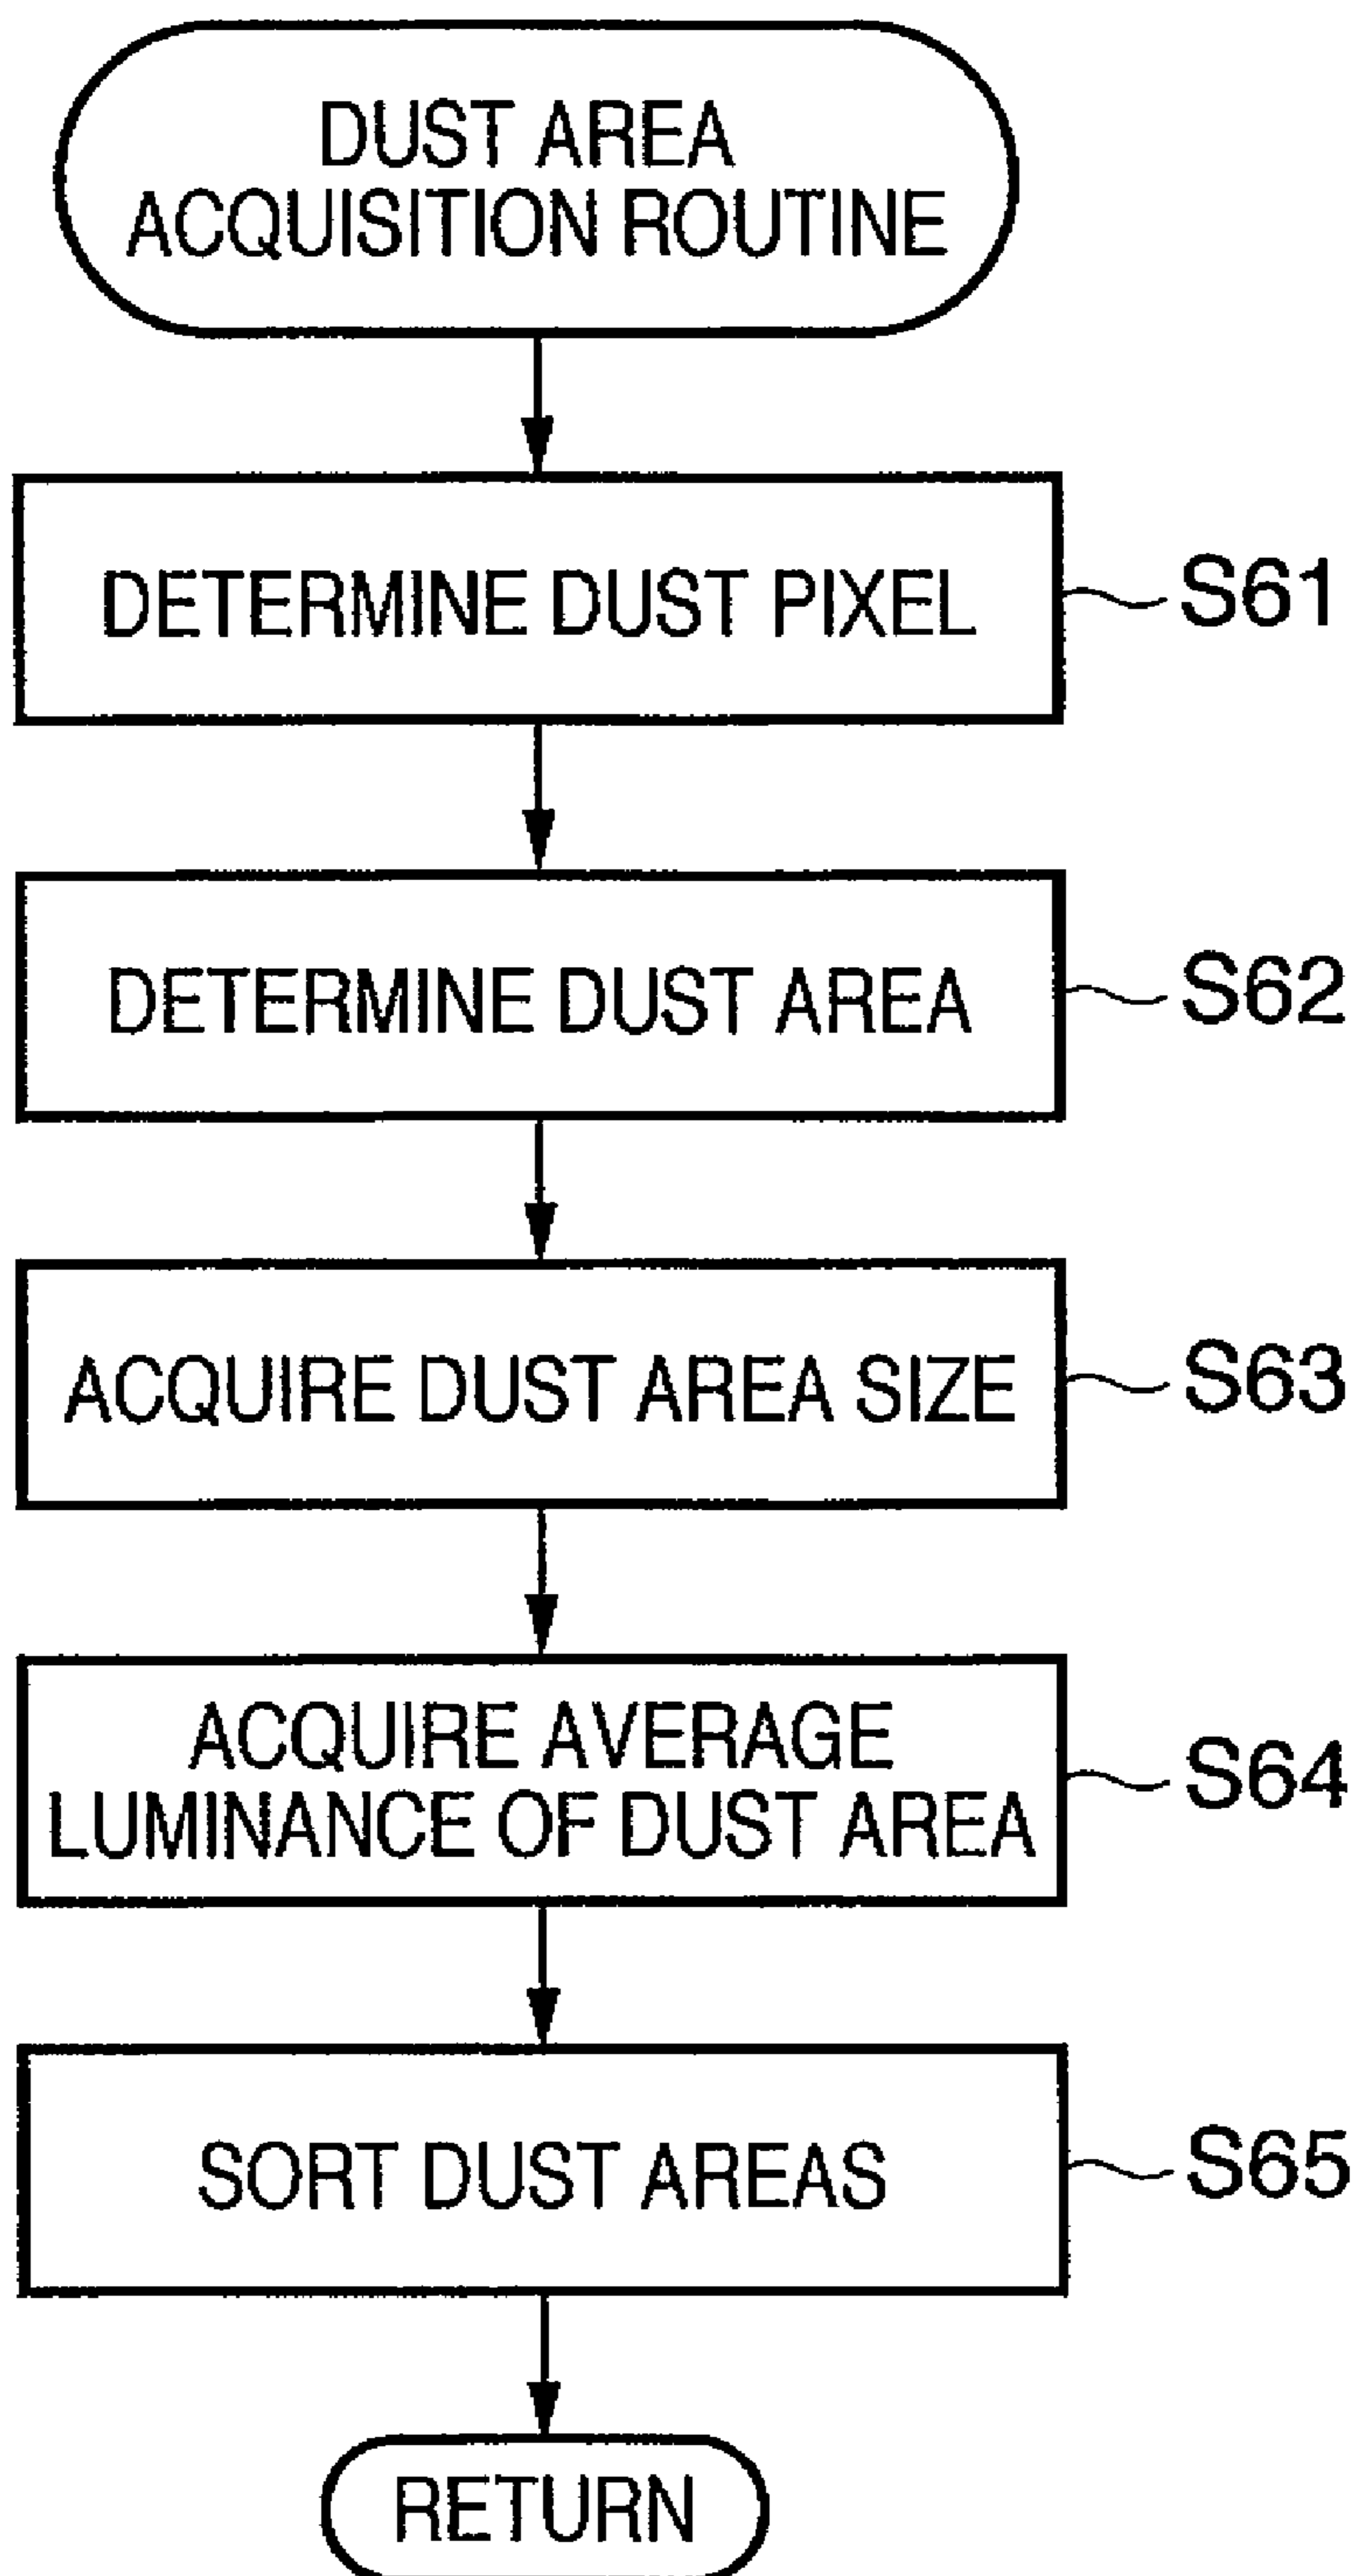 DUST AREA
ACQUISITION ROUTINE
DETERMINE DUST PIXEL
S61
DETERMINE DUST AREA
S62
ACQUIRE DUST AREA SIZE
S63
ACQUIRE AVERAGE
LUMINANCE OF DUST AREA
S64
SORT DUST AREAS
S65
RETURN